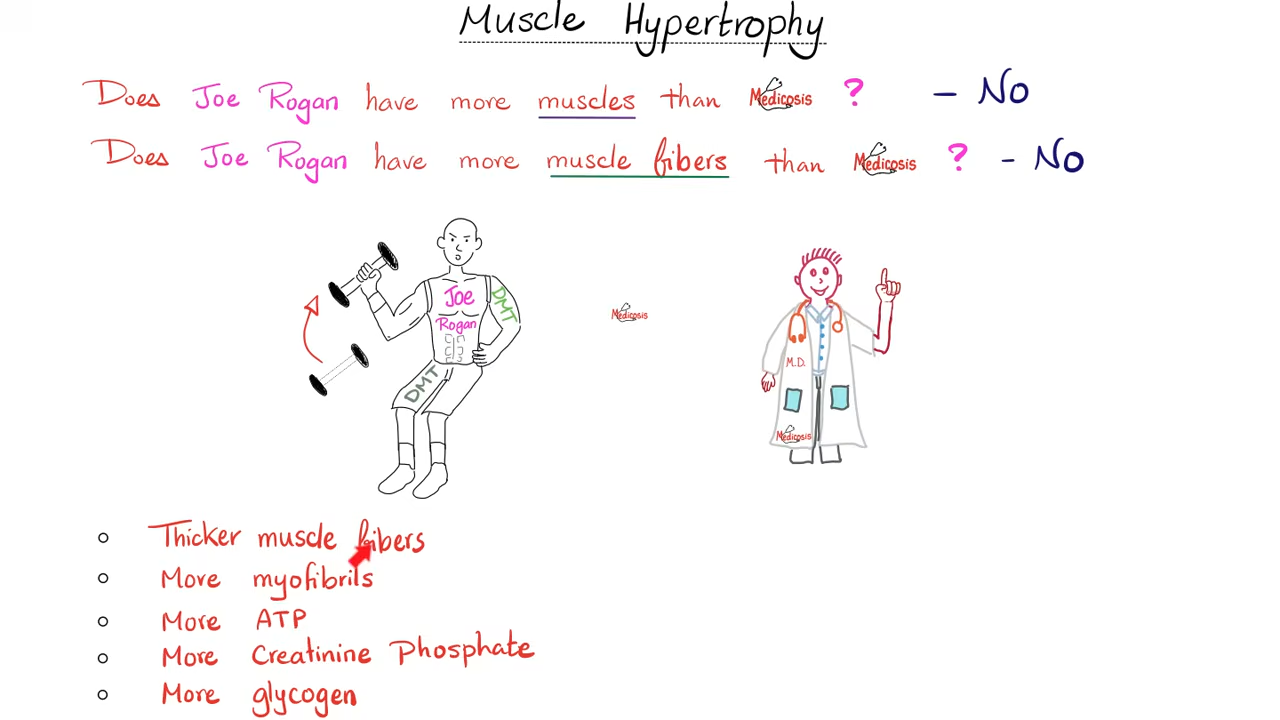 Muscle Hypertrophy
Does Joe Rogan have more muscles than Medicosis ? - No
Does Joe Rogan have more muscle fibers than Medicosis ? - No
Joe
Rogan
DMT
DMT
Medicosis
M.D.
Medicosis
Thicker muscle fibers
More myofibrils
More ATP
More Creatinine Phosphate
More glycogen